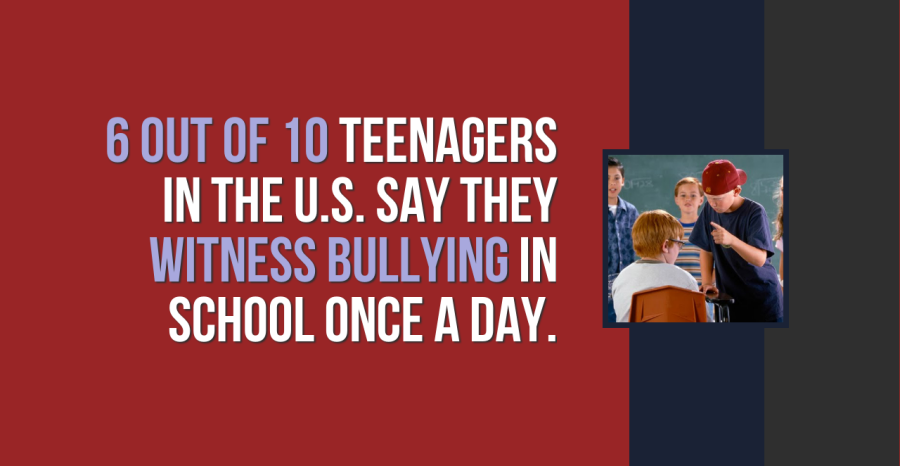 6 OUT OF 10 TEENAGERS
IN THE U.S. SAY THEY
WITNESS BULLYING IN
SCHOOL ONCE A DAY.